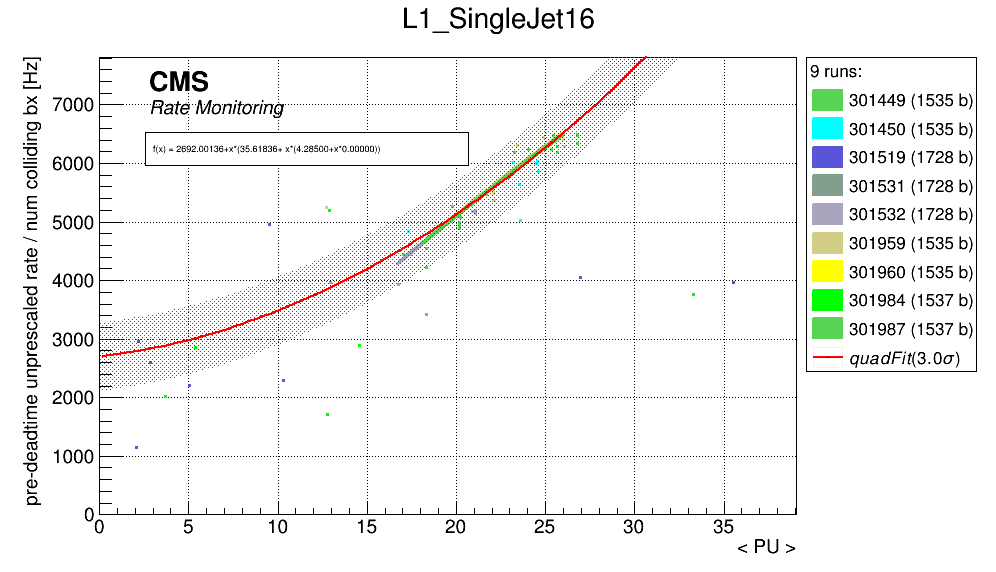 L1_SingleJet16
pre-deadtime unprescaled rate / num colliding bx [Hz]
CMS
Rate Monitoring
f(x) = 2692.00136+x*(35.61836+ x*(4.28500+x*0.00000))
7000
6000
5000
4000
3000
2000
1000
0
0 5 10 15 20 25 30 35
< PU >
9 runs:
301449 (1535 b)
301450 (1535 b)
301519 (1728 b)
301531 (1728 b)
301532 (1728 b)
301959 (1535 b)
301960 (1535 b)
301984 (1537 b)
301987 (1537 b)
quadFit(3.0σ)